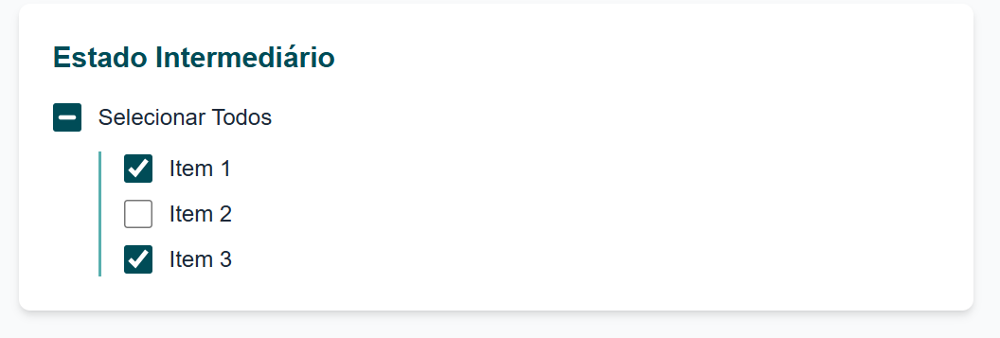 Estado Intermediário
Selecionar Todos
Item 1
Item 2
Item 3